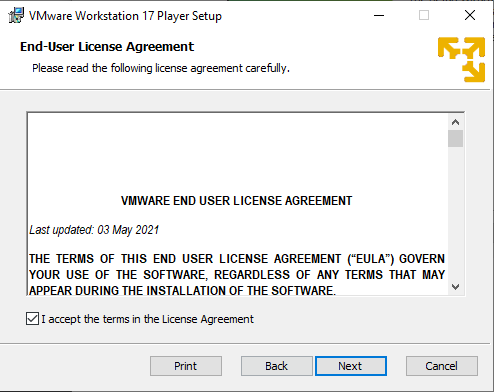 VMware Workstation 17 Player Setup
End-User License Agreement
Please read the following license agreement carefully.
VMWARE END USER LICENSE AGREEMENT
Last updated: 03 May 2021
THE TERMS OF THIS END USER LICENSE AGREEMENT (“EULA”) GOVERN
YOUR USE OF THE SOFTWARE, REGARDLESS OF ANY TERMS THAT MAY
APPEAR DURING THE INSTALLATION OF THE SOFTWARE.
I accept the terms in the License Agreement
Print Back Next Cancel